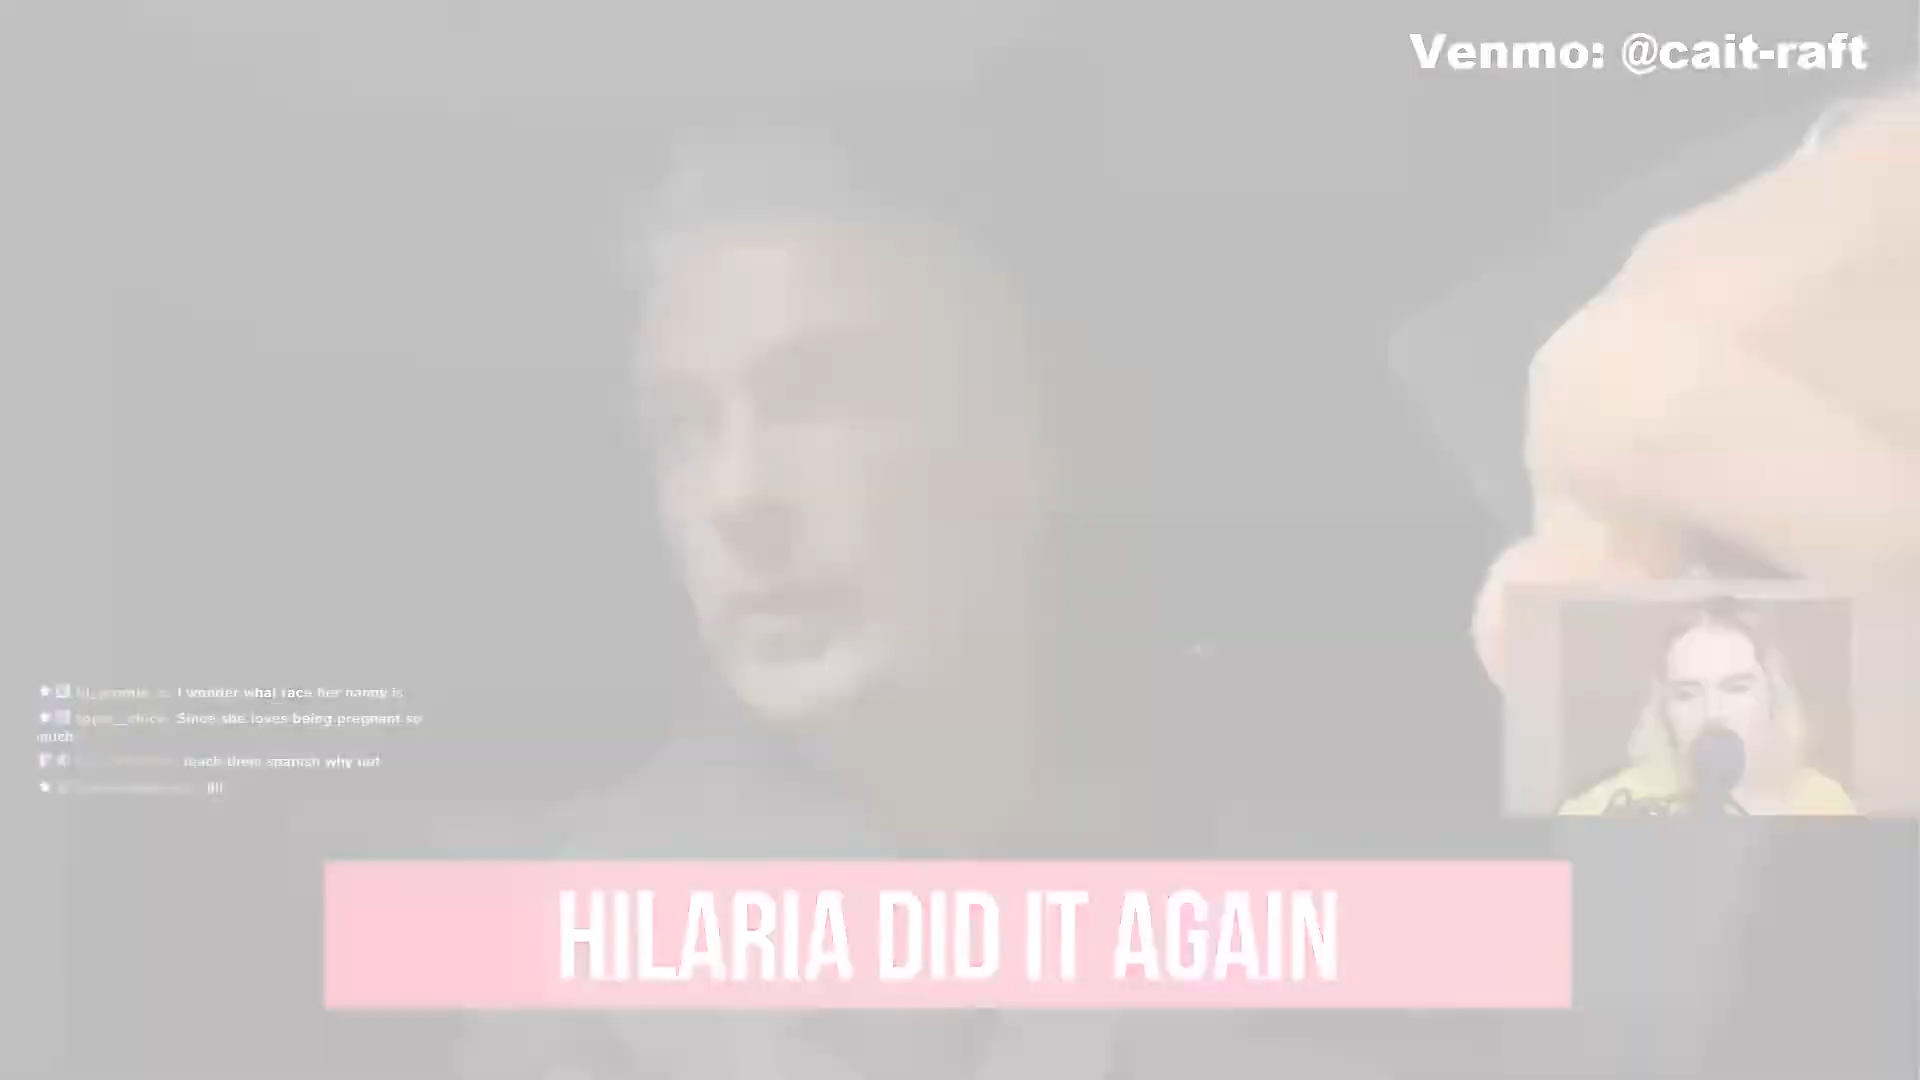 Venmo: @cait-raft
I wonder what race her nanny is
Since she loves being pregnant so
much
teach them spanish why not
HILARIA DID IT AGAIN